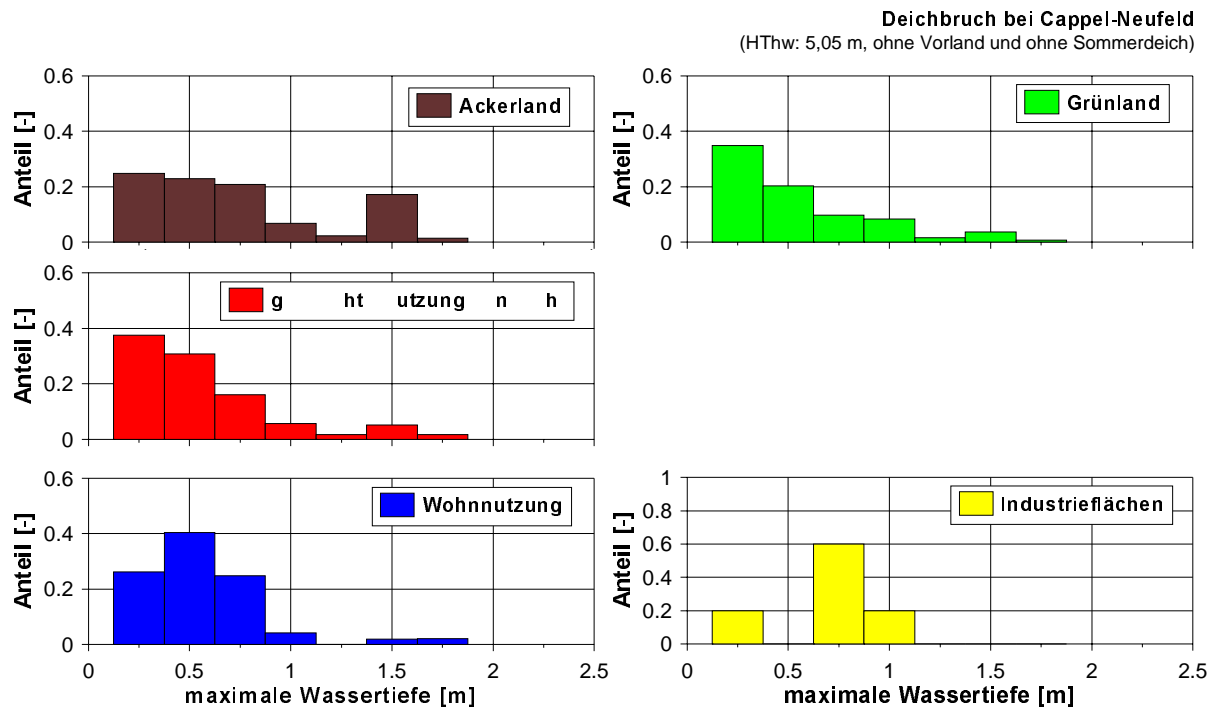 Deichbruch bei Cappel-Neufeld
(HThw: 5,05 m, ohne Vorland und ohne Sommerdeich)
Anteil [-]
0.6
0.4
0.2
0
Ackerland
Anteil [-]
0.6
0.4
0.2
0
Grünland
Anteil [-]
0.6
0.4
0.2
0
g ht utzung n h
Anteil [-]
0.6
0.4
0.2
0
Wohnnutzung
0 0.5 1 1.5 2 2.5
maximale Wassertiefe [m]
Anteil [-]
1
0.8
0.6
0.4
0.2
0
Industrieflächen
0 0.5 1 1.5 2 2.5
maximale Wassertiefe [m]